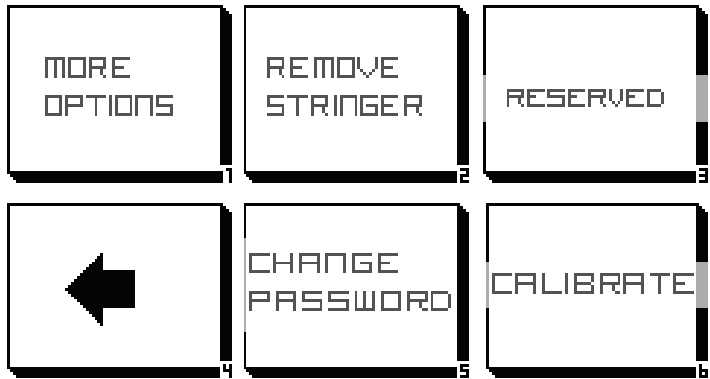 MORE
OPTIONS
1
REMOVE
STRINGER
2
RESERVED
3
4
CHANGE
PASSWORD
5
CALIBRATE
6